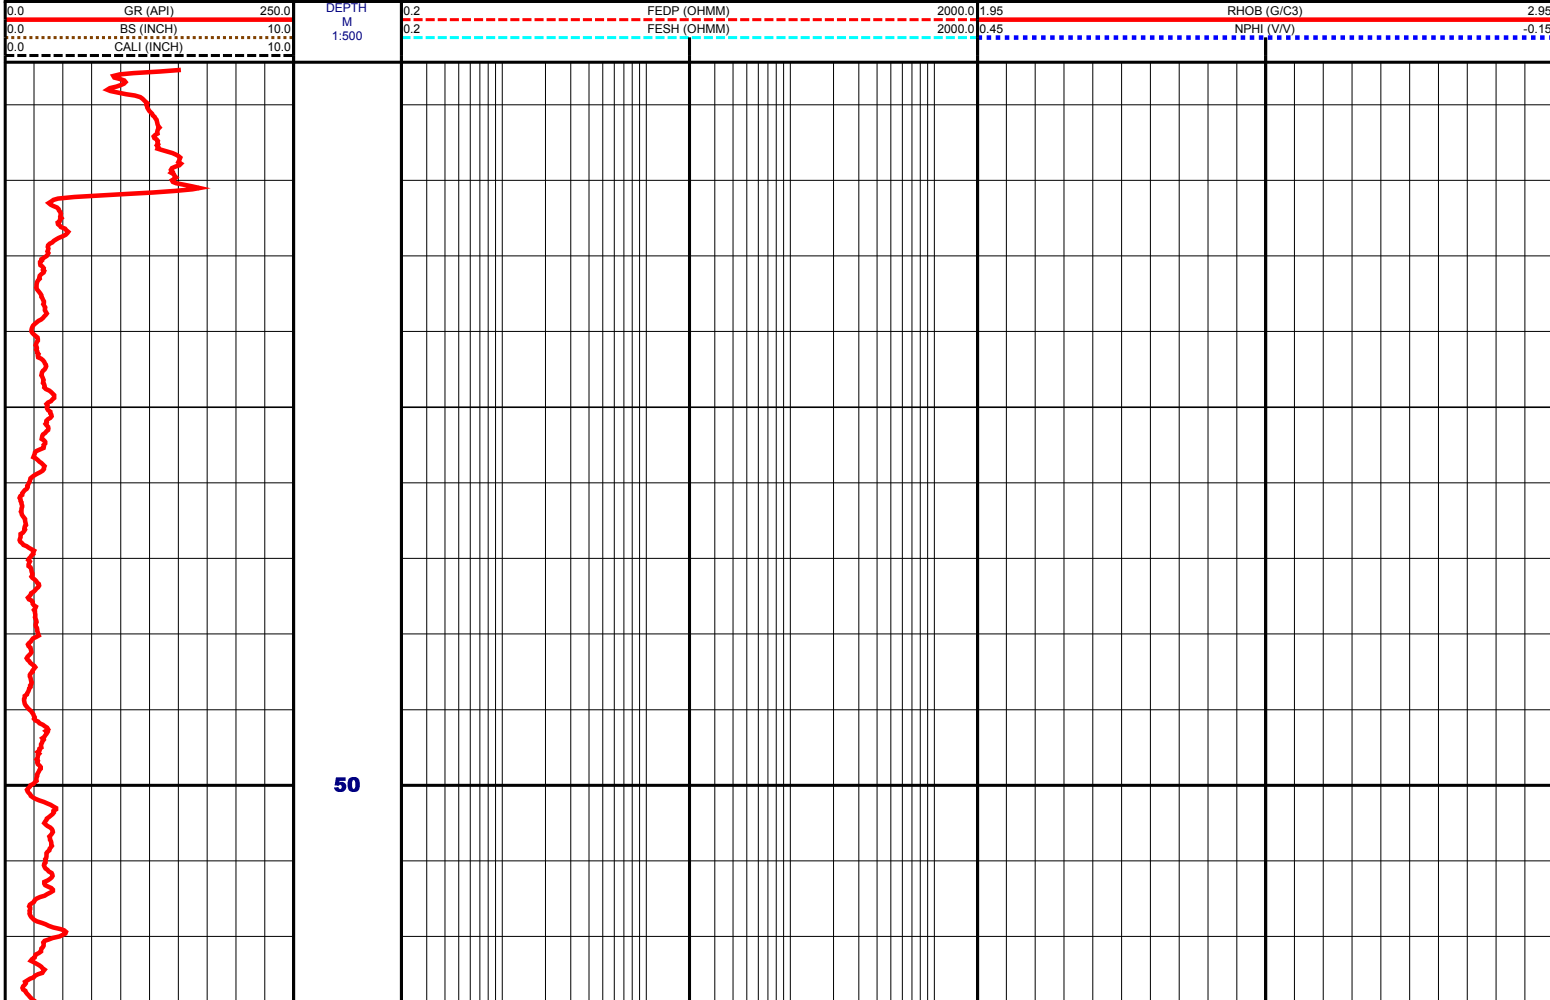 0.0 GR (API) 250.0
0.0 BS (INCH) 10.0
0.0 CALI (INCH) 10.0
DEPTH
M
1:500
0.2 FEDP (OHMM) 2000.0
0.2 FESH (OHMM) 2000.0
1.95 RHOB (G/C3) 2.95
0.45 NPHI (V/V) -0.15
50